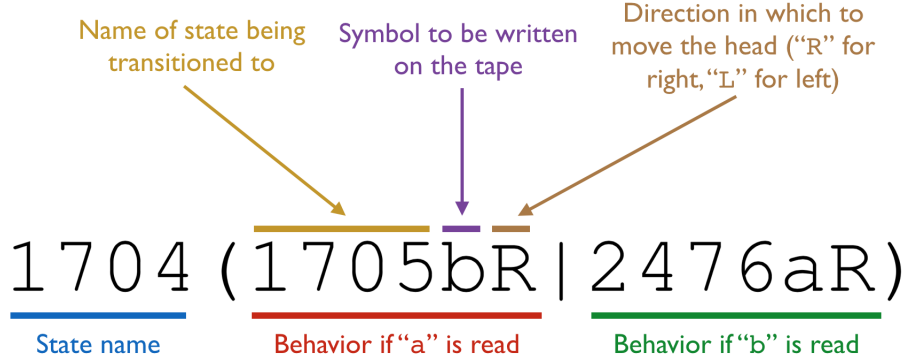 Name of state being
transitioned to
Symbol to be written
on the tape
Direction in which to
move the head (“R” for
right, “L” for left)
1704(1705bR|2476aR)
State name
Behavior if “a” is read
Behavior if “b” is read